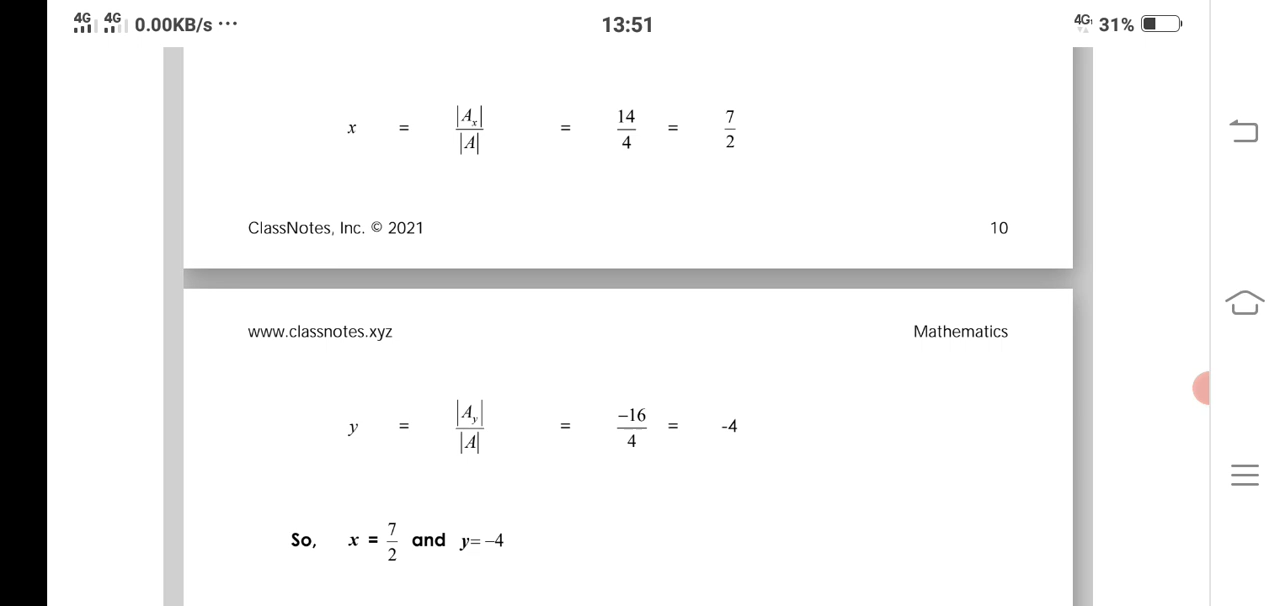 4G 4G 0.00KB/s ··· 13:51 4G 31%
x = |Aₓ|/|A| = 14/4 = 7/2
ClassNotes, Inc. © 2021 10
www.classnotes.xyz Mathematics
y = |A_y|/|A| = –16/4 = -4
So, x = 7/2 and y= –4